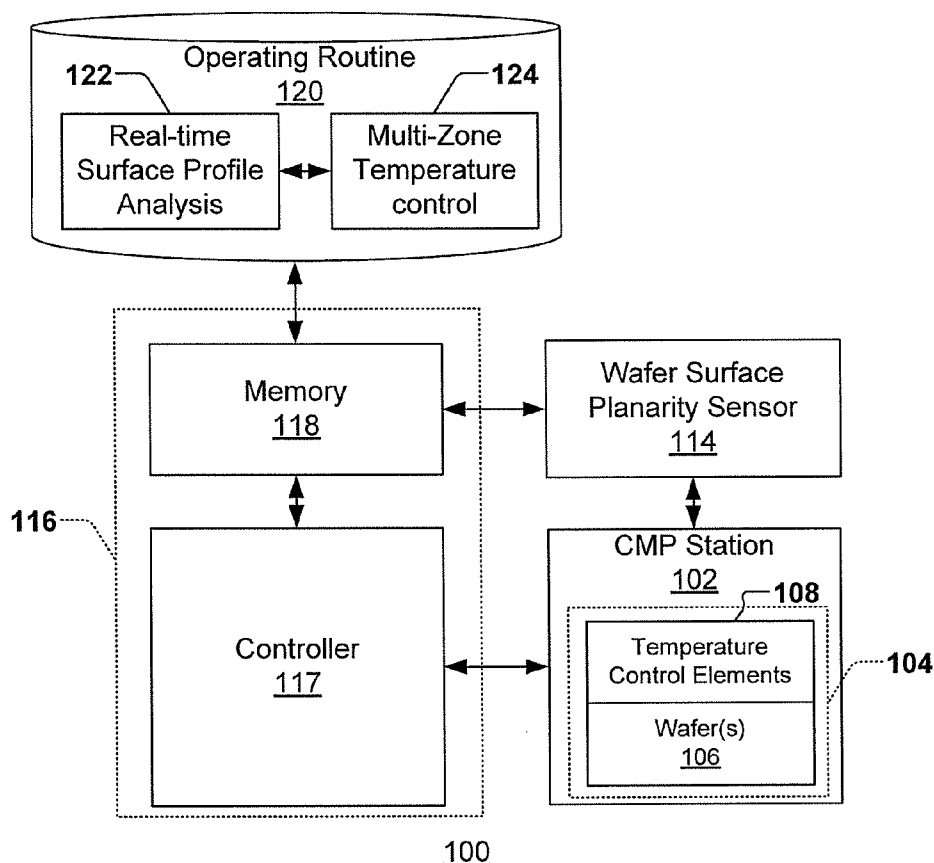 Operating Routine
120
122
124
Real-time
Surface Profile
Analysis
Multi-Zone
Temperature
control
Memory
118
Wafer Surface
Planarity Sensor
114
116
Controller
117
CMP Station
102
108
Temperature
Control Elements
104
Wafer(s)
106
100